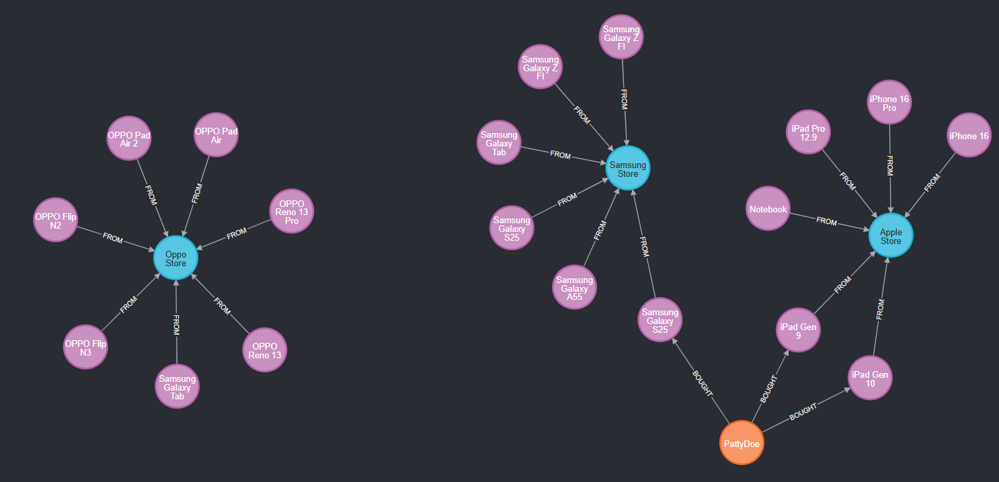 Samsung
Galaxy Z
Fl
FROM
Samsung
Galaxy Z
Fl
FROM
Samsung
Galaxy
Tab
FROM
Samsung
Store
Samsung
Galaxy
S25
FROM
Samsung
Galaxy
A55
FROM
Samsung
Galaxy
S25
FROM
OPPO Pad
Air 2
FROM
OPPO Pad
Air
FROM
OPPO
Reno 13
Pro
FROM
OPPO Flip
N2
FROM
Oppo
Store
OPPO Flip
N3
FROM
Samsung
Galaxy
Tab
FROM
OPPO
Reno 13
FROM
iPhone 16
Pro
FROM
iPad Pro
12.9
FROM
iPhone 16
FROM
Notebook
FROM
Apple
Store
iPad Gen
9
FROM
iPad Gen
10
FROM
BOUGHT
BOUGHT
BOUGHT
PattyDoe